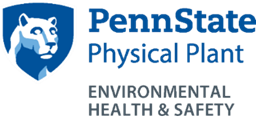 PennState
Physical Plant
ENVIRONMENTAL
HEALTH & SAFETY